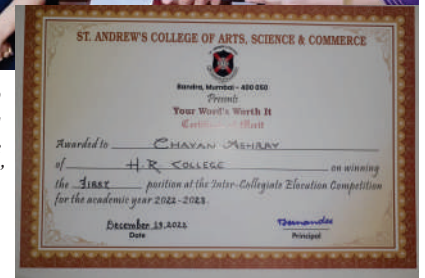 ST. ANDREW'S COLLEGE OF ARTS, SCIENCE & COMMERCE
Bandra, Mumbai - 400 050
Presents
Your Word's Worth It
Certificate of Merit
Awarded to CHAVAN
of H.R COLLEGE on winning
the FIRST position at the Inter-Collegiate Elocution Competition
for the academic year 2022-2023.
December 19, 2022
Date
Principal